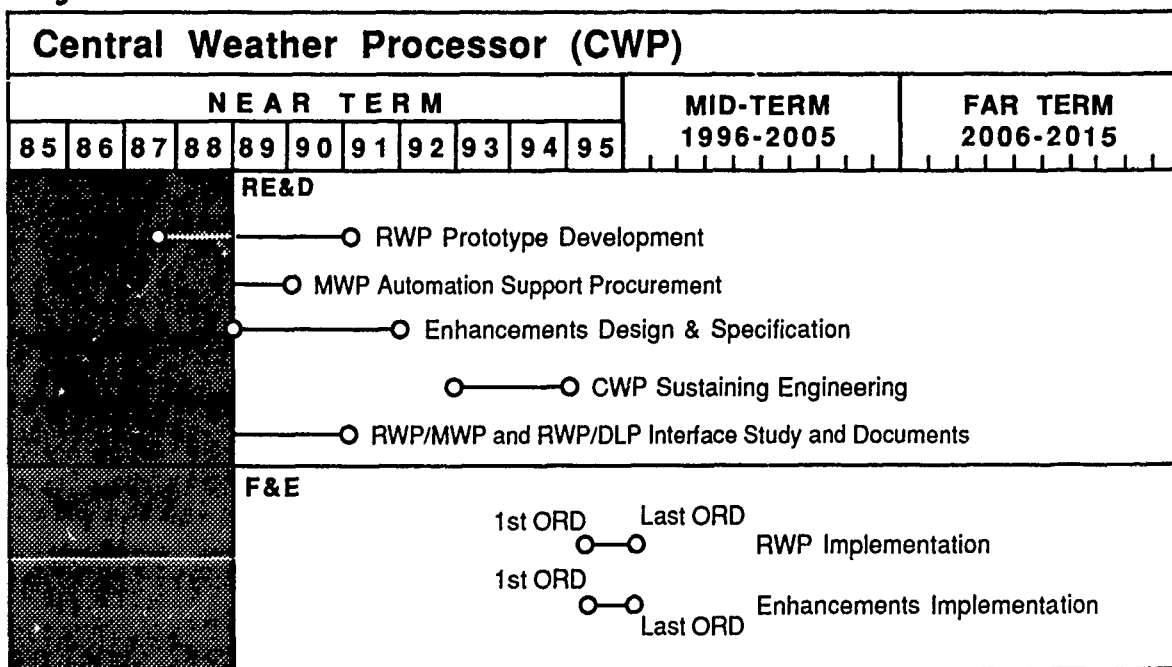 Central Weather Processor (CWP)
NEAR TERM
MID-TERM
1996-2005
FAR TERM
2006-2015
85 86 87 88 89 90 91 92 93 94 95
RE&D
RWP Prototype Development
MWP Automation Support Procurement
Enhancements Design & Specification
CWP Sustaining Engineering
RWP/MWP and RWP/DLP Interface Study and Documents
F&E
1st ORD Last ORD
RWP Implementation
1st ORD
Enhancements Implementation
Last ORD